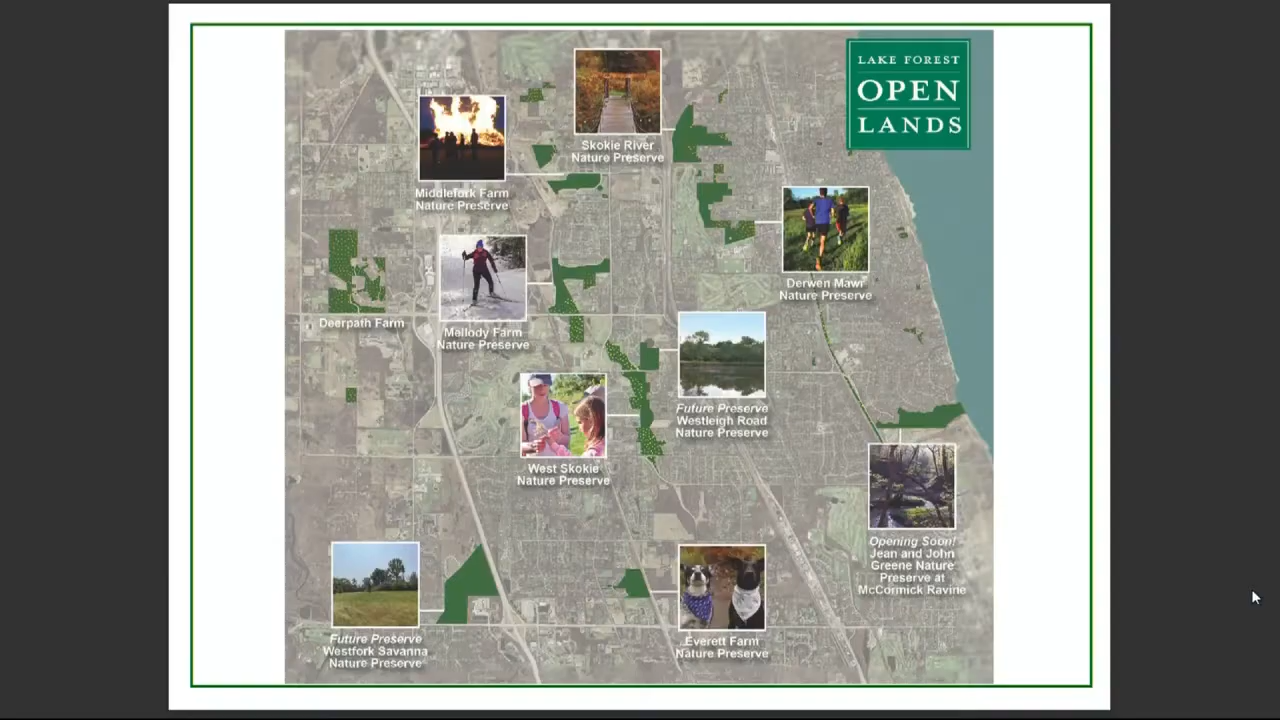 LAKE FOREST
OPEN
LANDS
Skokie River
Nature Preserve
Middlefork Farm
Nature Preserve
Derwen Mawr
Nature Preserve
Deerpath Farm
Mellody Farm
Nature Preserve
Future Preserve
Westleigh Road
Nature Preserve
West Skokie
Nature Preserve
Opening Soon!
Jean and John
Greene Nature
Preserve at
McCormick Ravine
Future Preserve
Westfork Savanna
Nature Preserve
Everett Farm
Nature Preserve